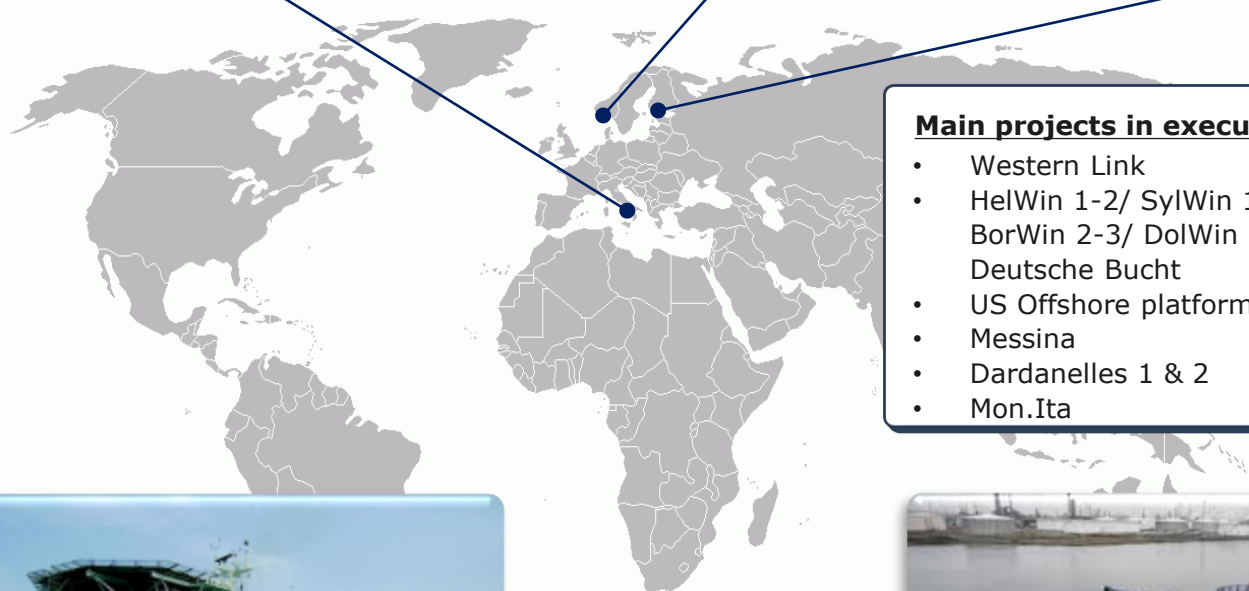 Main projects in execu
• Western Link
• HelWin 1-2/ SylWin 1
BorWin 2-3/ DolWin
Deutsche Bucht
• US Offshore platform
• Messina
• Dardanelles 1 & 2
• Mon.Ita